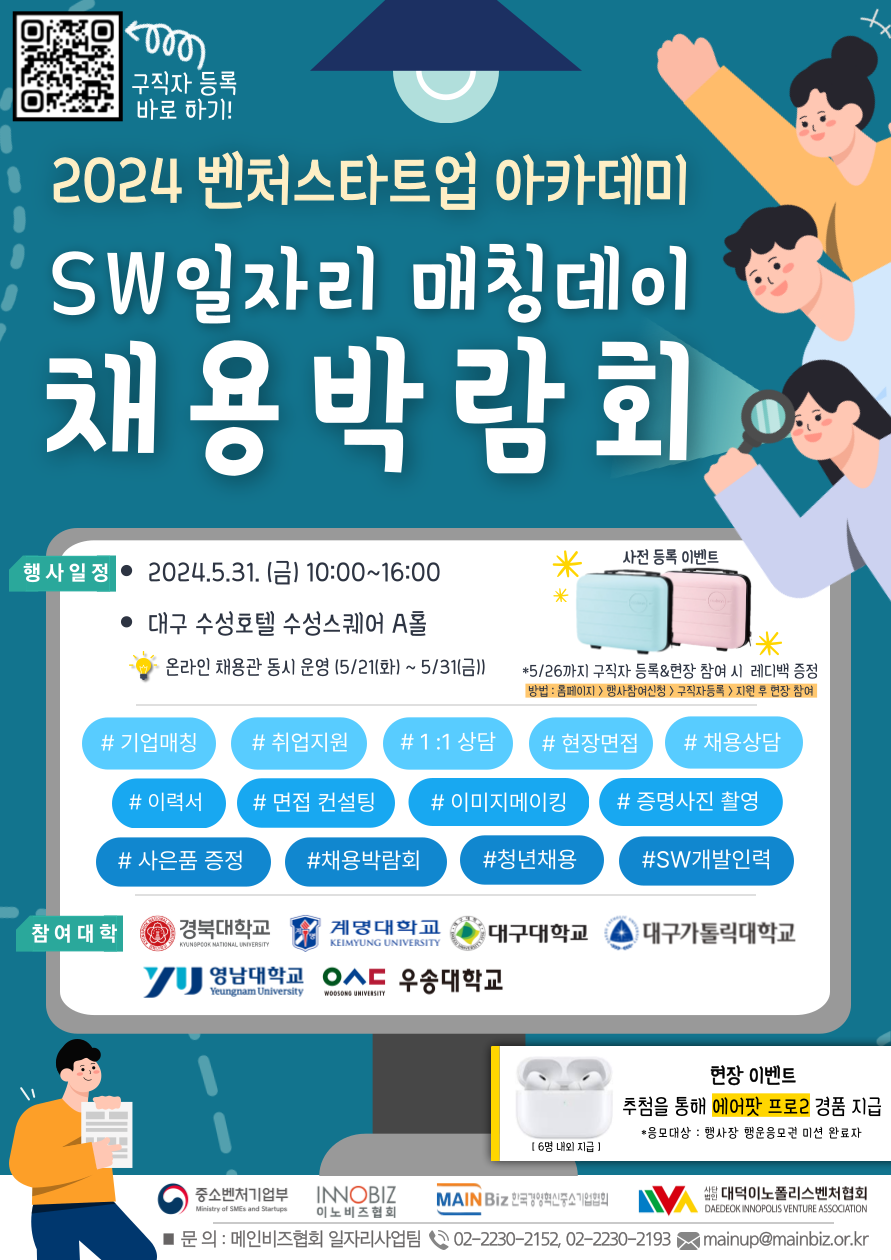 구직자 등록
바로 하기!
2024 벤처스타트업 아카데미
SW일자리 매칭데이
채용박람회
행사일정
• 2024.5.31. (금) 10:00~16:00
• 대구 수성호텔 수성스퀘어 A홀
온라인 채용관 동시 운영 (5/21(화) ~ 5/31(금))
사전 등록 이벤트
*5/26까지 구직자 등록&현장 참여 시 레디백 증정
방법 : 홈페이지 > 행사참여신청 > 구직자등록 > 지원 후 현장 참여
# 기업매칭 # 취업지원 # 1 :1 상담 # 현장면접 # 채용상담
# 이력서 # 면접 컨설팅 # 이미지메이킹 # 증명사진 촬영
# 사은품 증정 #채용박람회 #청년채용 #SW개발인력
참여대학
경북대학교 계명대학교 대구대학교 대구가톨릭대학교
KYUNGPOOK NATIONAL UNIVERSITY KEIMYUNG UNIVERSITY
YU 영남대학교 우송대학교
Yeungnam University WOOSONG UNIVERSITY
현장 이벤트
추첨을 통해 에어팟 프로2 경품 지급
*응모대상 : 행사장 행운응모권 미션 완료자
[ 6명 내외 지급 ]
중소벤처기업부
Ministry of SMEs and Startups
INNOBIZ
이노비즈협회
MAINBiz 한국경영혁신중소기업협회
사단법인 대덕이노폴리스벤처협회
DAEDEOK INNOPOLIS VENTURE ASSOCIATION
■ 문 의 : 메인비즈협회 일자리사업팀 02-2230-2152, 02-2230-2193 mainup@mainbiz.or.kr